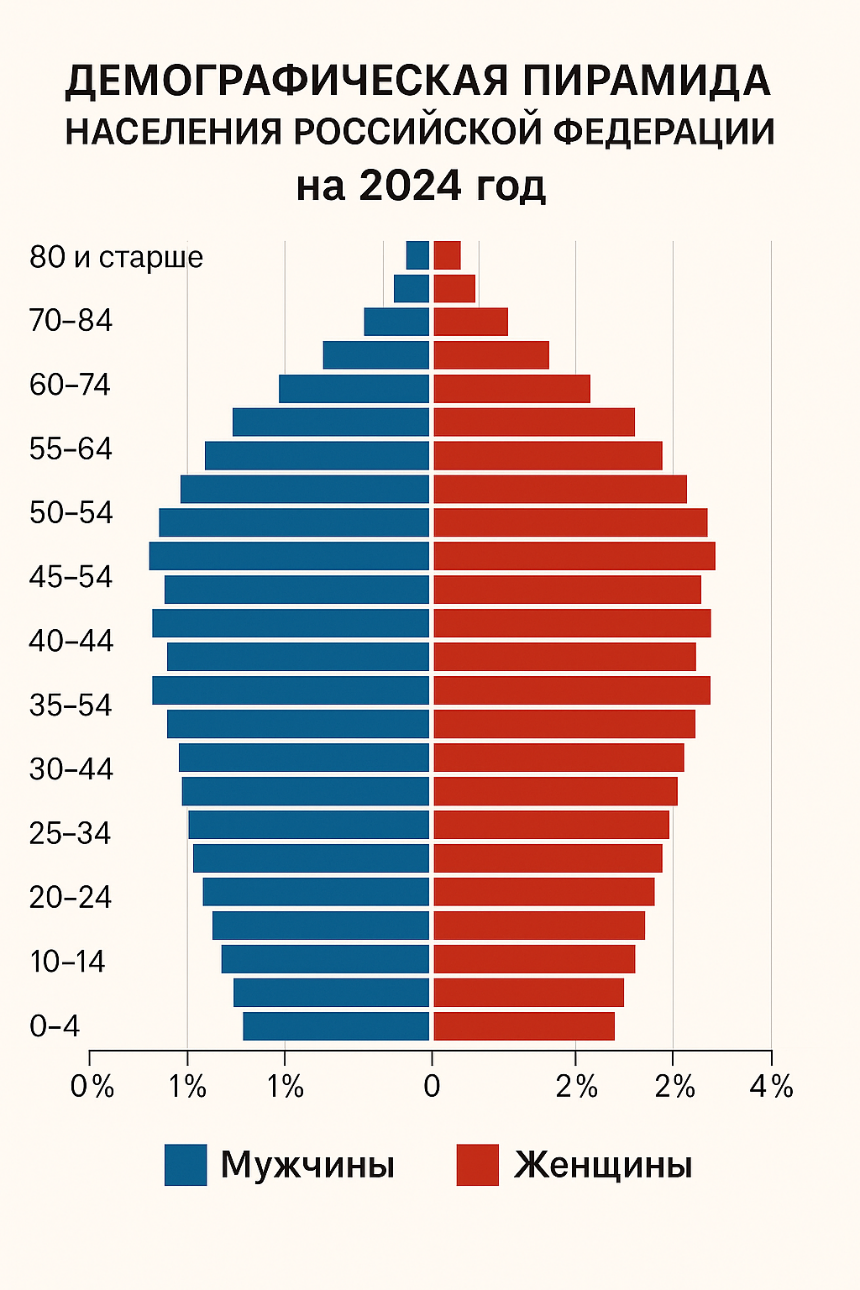 ДЕМОГРАФИЧЕСКАЯ ПИРАМИДА
НАСЕЛЕНИЯ РОССИЙСКОЙ ФЕДЕРАЦИИ
на 2024 год
80 и старше
70–84
60–74
55–64
50–54
45–54
40–44
35–54
30–44
25–34
20–24
10–14
0–4
0% 1% 1% 0 2% 2% 4%
Мужчины Женщины